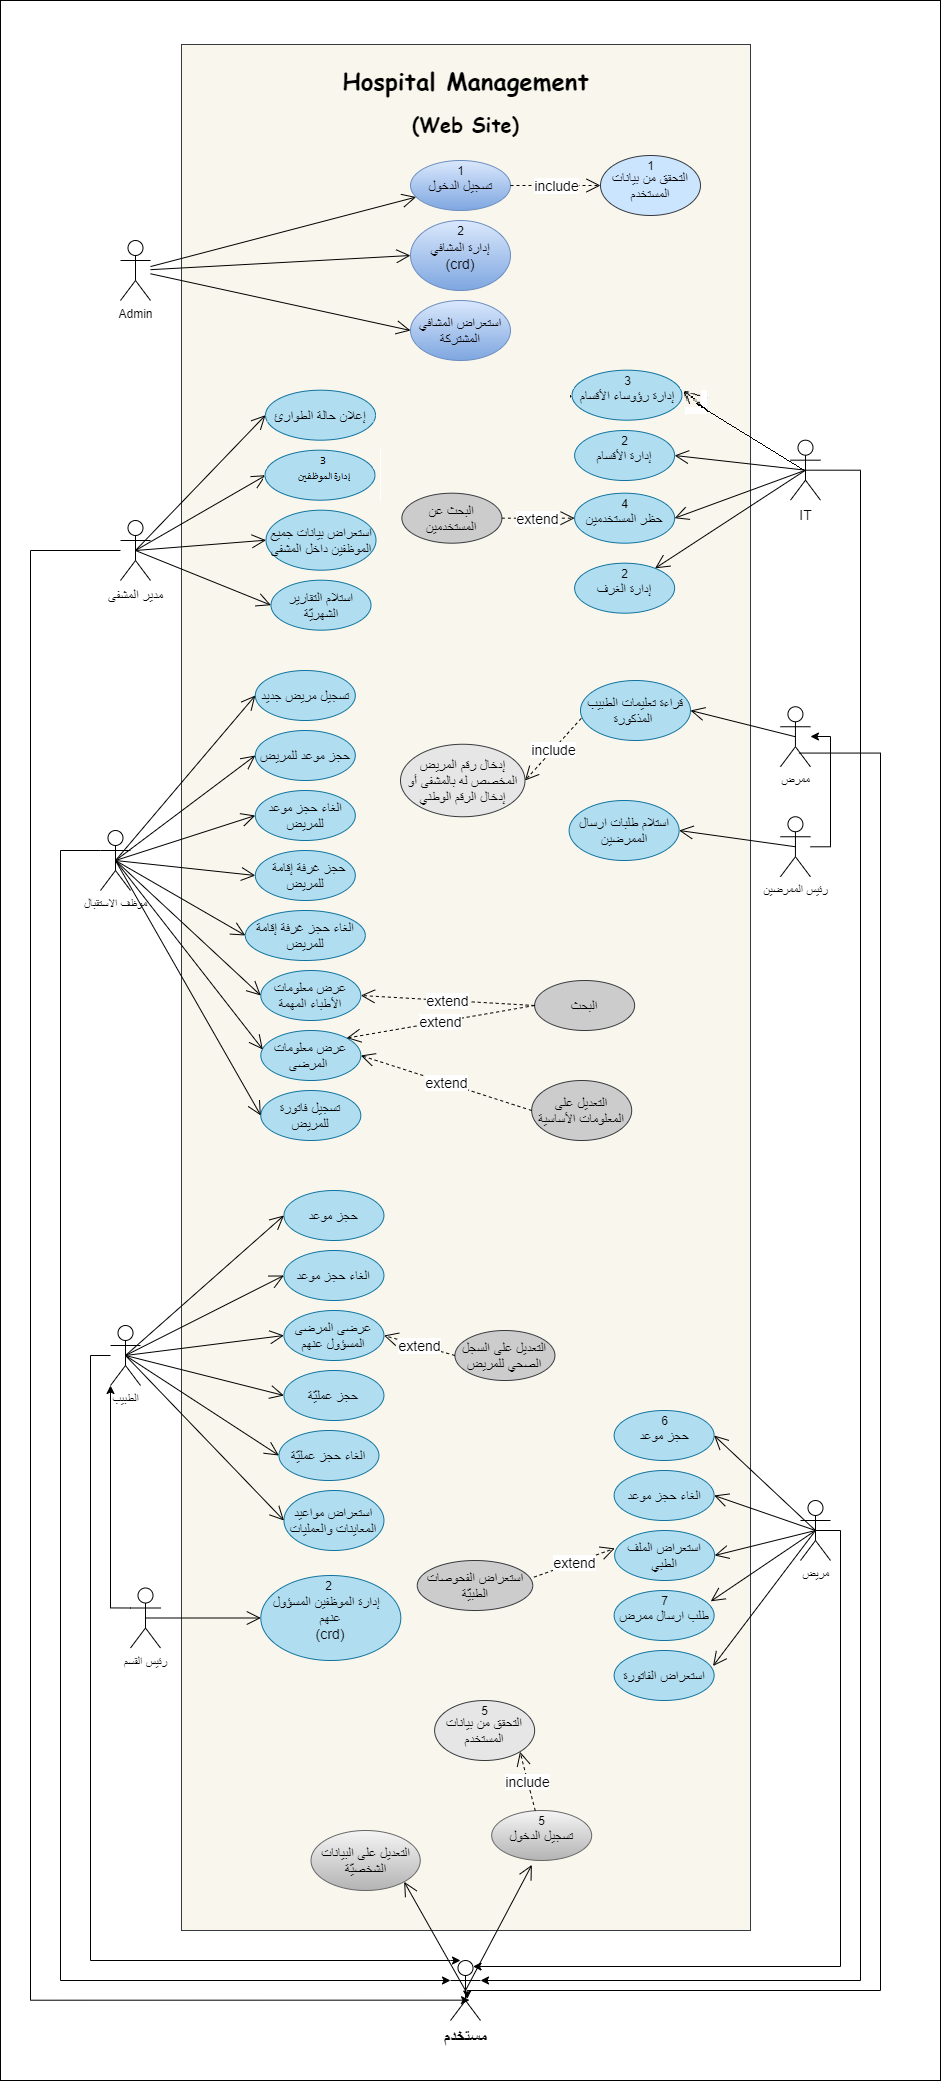 Hospital Management
(Web Site)
1
تسجيل الدخول
include
1
التحقق من بيانات
المستخدم
2
إدارة المشافي
(crd)
Admin
استعراض المشافي
المشتركة
3
إدارة رؤوساء الأقسام
إعلان حالة الطوارئ
2
إدارة الأقسام
3
إدارة الموظفين
IT
البحث عن
المستخدمين
extend
4
حظر المستخدمين
استعراض بيانات جميع
الموظفين داخل المشفى
2
إدارة الغرف
مدير المشفى
استلام التقارير
الشهريّة
تسجيل مريض جديد
قراءة تعليمات الطبيب
المذكورة
include
حجز موعد للمريض
إدخال رقم المريض
المخصص له بالمشفى أو
إدخال الرقم الوطني
ممرض
الغاء حجز موعد
للمريض
استلام طلبات ارسال
الممرضين
حجز غرفة إقامة
للمريض
رئيس الممرضين
موظف الاستقبال
الغاء حجز غرفة إقامة
للمريض
عرض معلومات
الأطباء المهمة
extend
البحث
extend
عرض معلومات
المرضى
extend
التعديل على
المعلومات الأساسية
تسجيل فاتورة
للمريض
حجز موعد
الغاء حجز موعد
عرضى المرضى
المسؤول عنهم
extend
التعديل على السجل
الصحي للمريض
الطبيب
حجز عمليّة
6
حجز موعد
الغاء حجز عمليّة
الغاء حجز موعد
استعراض مواعيد
المعاينات والعمليات
استعراض الملف
الطبي
extend
مريض
استعراض الفحوصات
الطبيّة
2
إدارة الموظفين المسؤول
عنهم
(crd)
7
طلب ارسال ممرض
رئيس القسم
استعراض الفاتورة
5
التحقق من بيانات
المستخدم
include
5
تسجيل الدخول
التعديل على البيانات
الشخصيّة
مستخدم